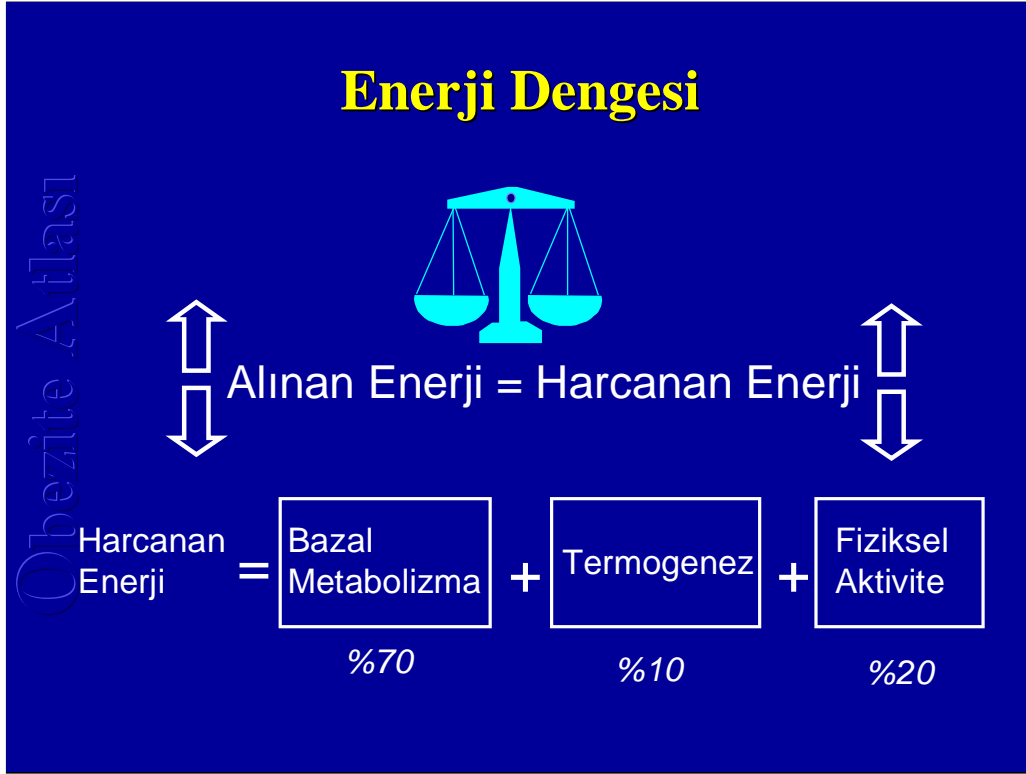 Enerji Dengesi
Obezite Atlası
Alınan Enerji = Harcanan Enerji
Harcanan
Enerji
=
Bazal
Metabolizma
+
Termogenez
+
Fiziksel
Aktivite
%70
%10
%20